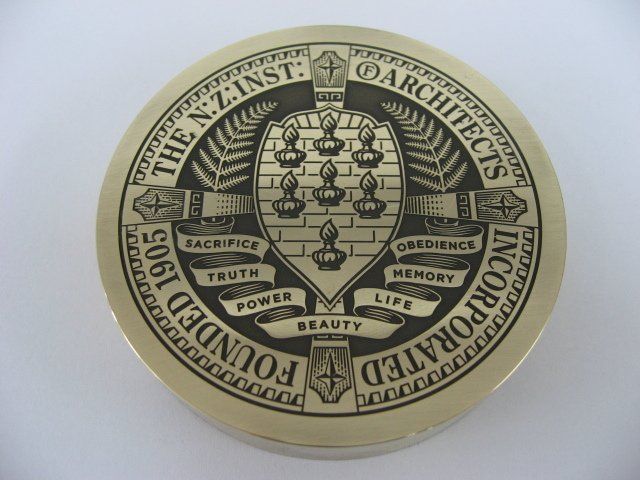 THE N.Z.INST: Ⓕ ARCHITECTS
INCORPORATED
FOUNDED 1905
SACRIFICE
TRUTH
POWER
BEAUTY
LIFE
MEMORY
OBEDIENCE